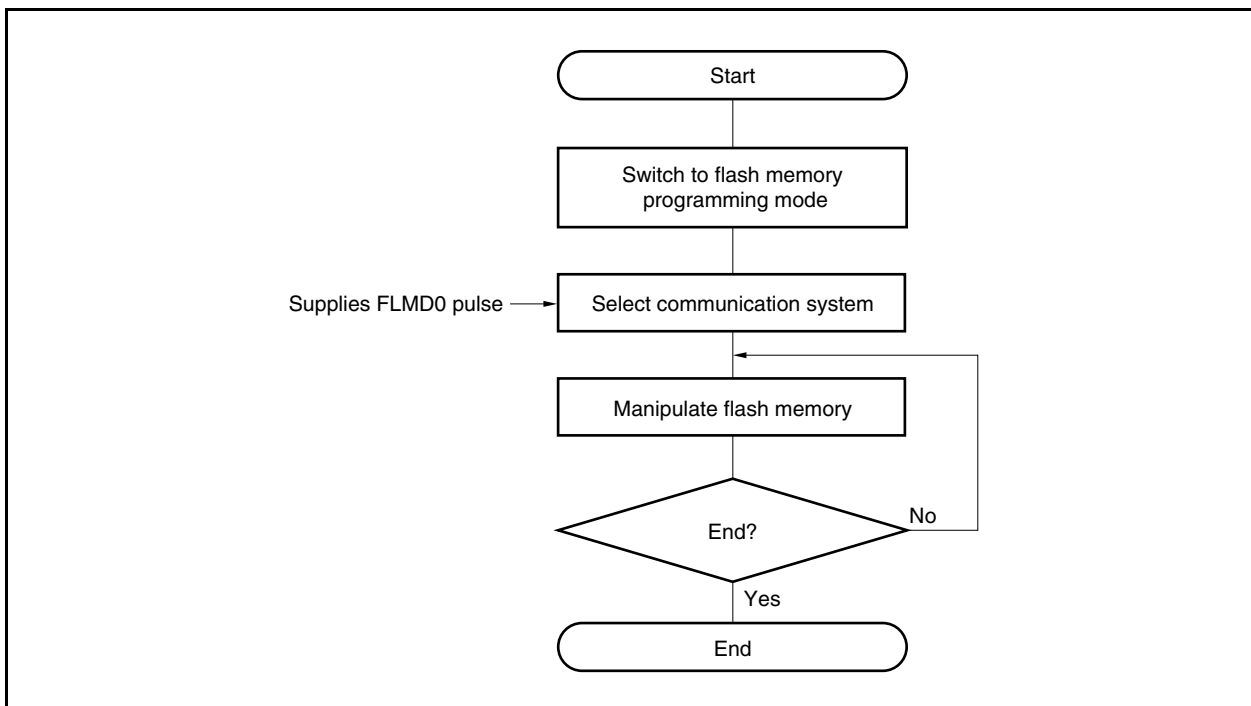 Start
Switch to flash memory
programming mode
Supplies FLMD0 pulse
Select communication system
Manipulate flash memory
End?
No
Yes
End